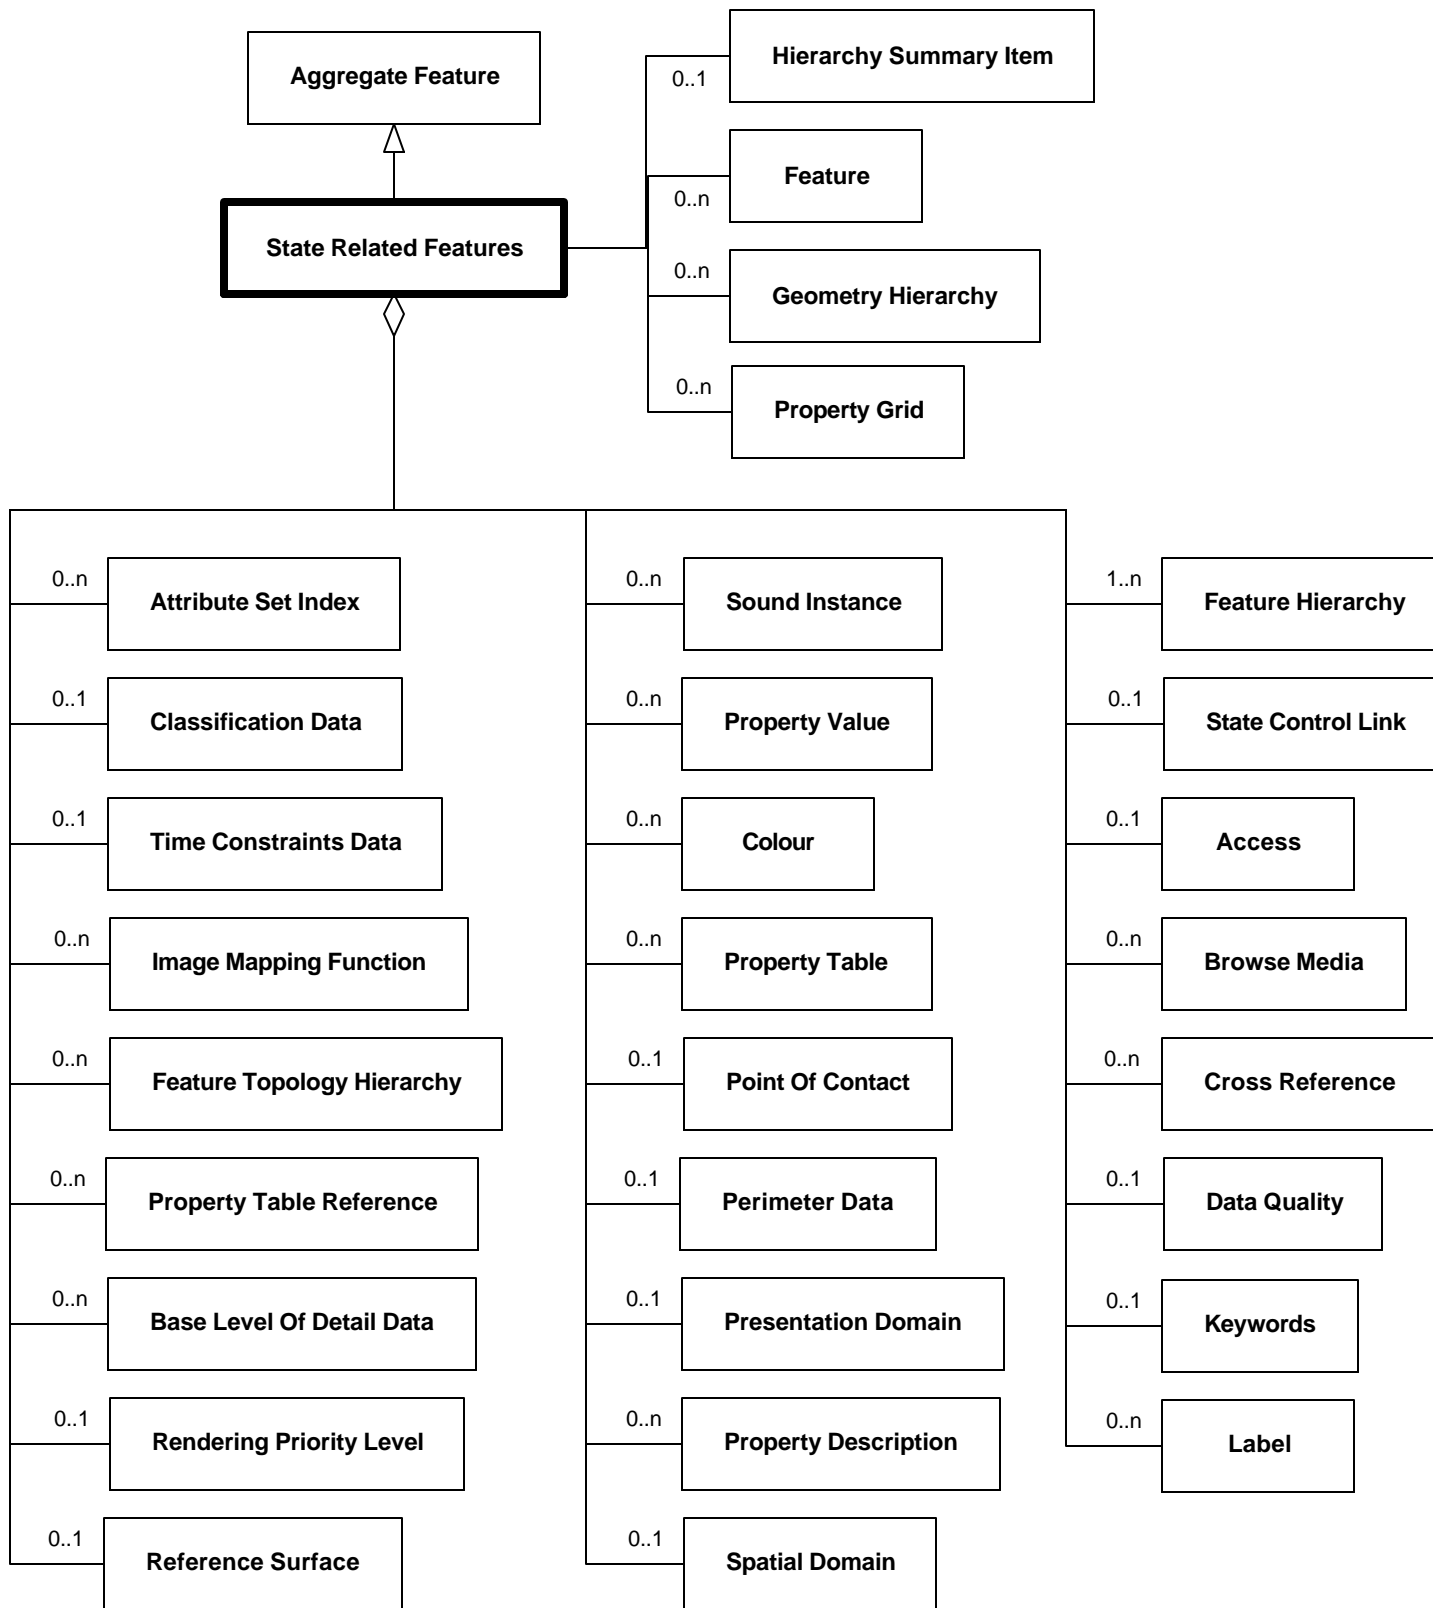 Aggregate Feature
State Related Features
Hierarchy Summary Item
0..1
Feature
0..n
0..n
Geometry Hierarchy
0..n
Property Grid
0..n
Attribute Set Index
0..1
Classification Data
0..1
Time Constraints Data
0..n
Image Mapping Function
0..n
Feature Topology Hierarchy
0..n
Property Table Reference
0..n
Base Level Of Detail Data
0..1
Rendering Priority Level
0..1
Reference Surface
0..n
Sound Instance
0..n
Property Value
0..n
Colour
0..n
Property Table
0..1
Point Of Contact
0..1
Perimeter Data
0..1
Presentation Domain
0..n
Property Description
0..1
Spatial Domain
1..n
Feature Hierarchy
0..1
State Control Link
0..1
Access
0..n
Browse Media
0..n
Cross Reference
0..1
Data Quality
0..1
Keywords
0..n
Label